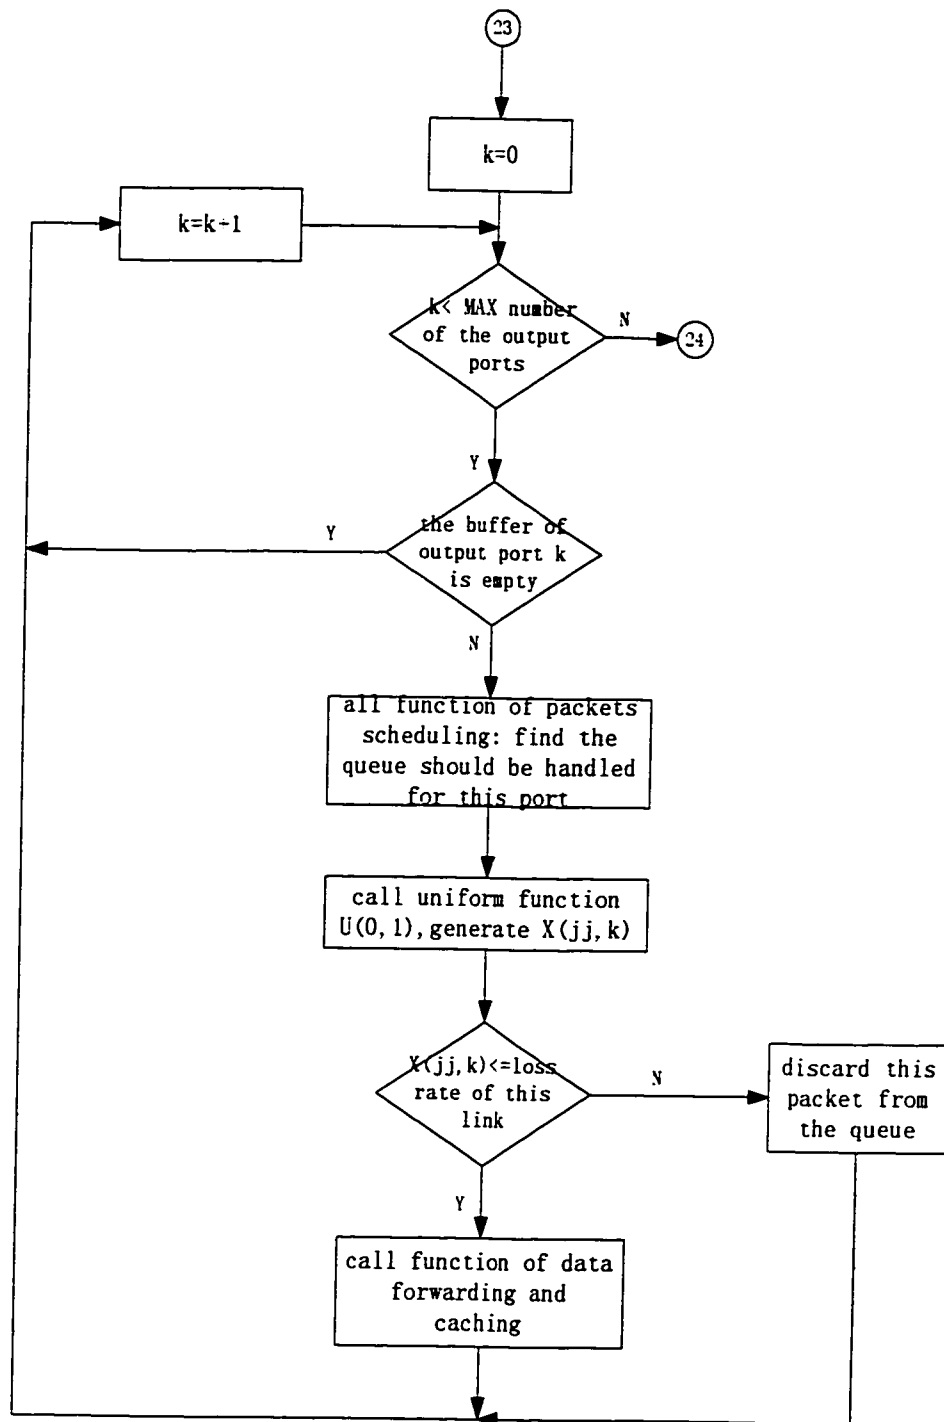 23
k=0
k=k+1
k< MAX number
of the output
ports
N
24
Y
the buffer of
output port k
is empty
Y
N
all function of packets
scheduling: find the
queue should be handled
for this port
call uniform function
U(0,1),generate X(jj,k)
X(jj,k)<=loss
rate of this
link
N
discard this
packet from
the queue
Y
call function of data
forwarding and
caching